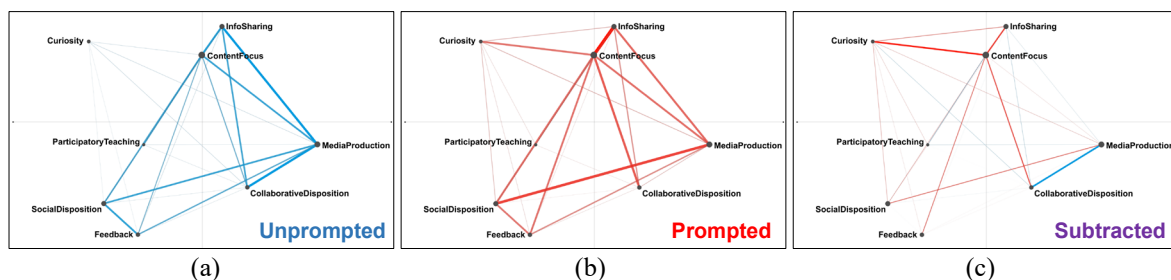 InfoSharing
Curiosity
ContentFocus
ParticipatoryTeaching
MediaProduction
CollaborativeDisposition
SocialDisposition
Feedback
Unprompted
(a)
InfoSharing
Curiosity
ContentFocus
ParticipatoryTeaching
MediaProduction
CollaborativeDisposition
SocialDisposition
Feedback
Prompted
(b)
InfoSharing
Curiosity
ContentFocus
ParticipatoryTeaching
MediaProduction
CollaborativeDisposition
SocialDisposition
Feedback
Subtracted
(c)